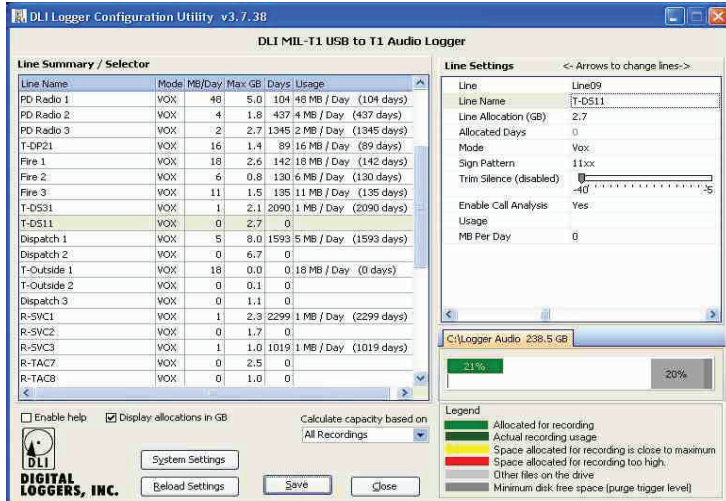 DLI Logger Configuration Utility v3.7.38
DLI MIL-T1 USB to T1 Audio Logger
Line Summary / Selector
Line Name Mode MB/Day Max GB Days Usage
PD Radio 1 VOX 48 5.0 104 48 MB / Day (104 days)
PD Radio 2 VOX 4 1.8 437 4 MB / Day (437 days)
PD Radio 3 VOX 2 2.7 1345 2 MB / Day (1345 days)
T-DP21 VOX 16 1.4 89 16 MB / Day (89 days)
Fire 1 VOX 18 2.6 142 18 MB / Day (142 days)
Fire 2 VOX 6 0.8 130 6 MB / Day (130 days)
Fire 3 VOX 11 1.5 135 11 MB / Day (135 days)
T-DS31 VOX 1 2.1 2090 1 MB / Day (2090 days)
T-DS11 VOX 0 2.7 0
Dispatch 1 VOX 5 8.0 1593 5 MB / Day (1593 days)
Dispatch 2 VOX 0 6.7 0
T-Outside 1 VOX 18 0.0 0 18 MB / Day (0 days)
T-Outside 2 VOX 0 0.1 0
Dispatch 3 VOX 0 1.1 0
R-SVC1 VOX 1 2.3 2299 1 MB / Day (2299 days)
R-SVC2 VOX 0 1.7 0
R-SVC3 VOX 1 1.0 1019 1 MB / Day (1019 days)
R-TAC7 VOX 0 2.5 0
R-TAC8 VOX 0 1.0 0
Enable help
Display allocations in GB
Calculate capacity based on
All Recordings
DLI
DIGITAL
LOGGERS, INC.
System Settings
Reload Settings
Save
Close
Line Settings <- Arrows to change lines->
Line Line09
Line Name T-DS11
Line Allocation (GB) 2.7
Allocated Days 0
Mode Vox
Sign Pattern 11xx
Trim Silence (disabled)
-40 -5
Enable Call Analysis Yes
Usage
MB Per Day 0
C:\Logger Audio 238.5 GB
21%
20%
Legend
Allocated for recording
Actual recording usage
Space allocated for recording is close to maximum
Space allocated for recording too high.
Other files on the drive
Minimum disk free space (purge trigger level)